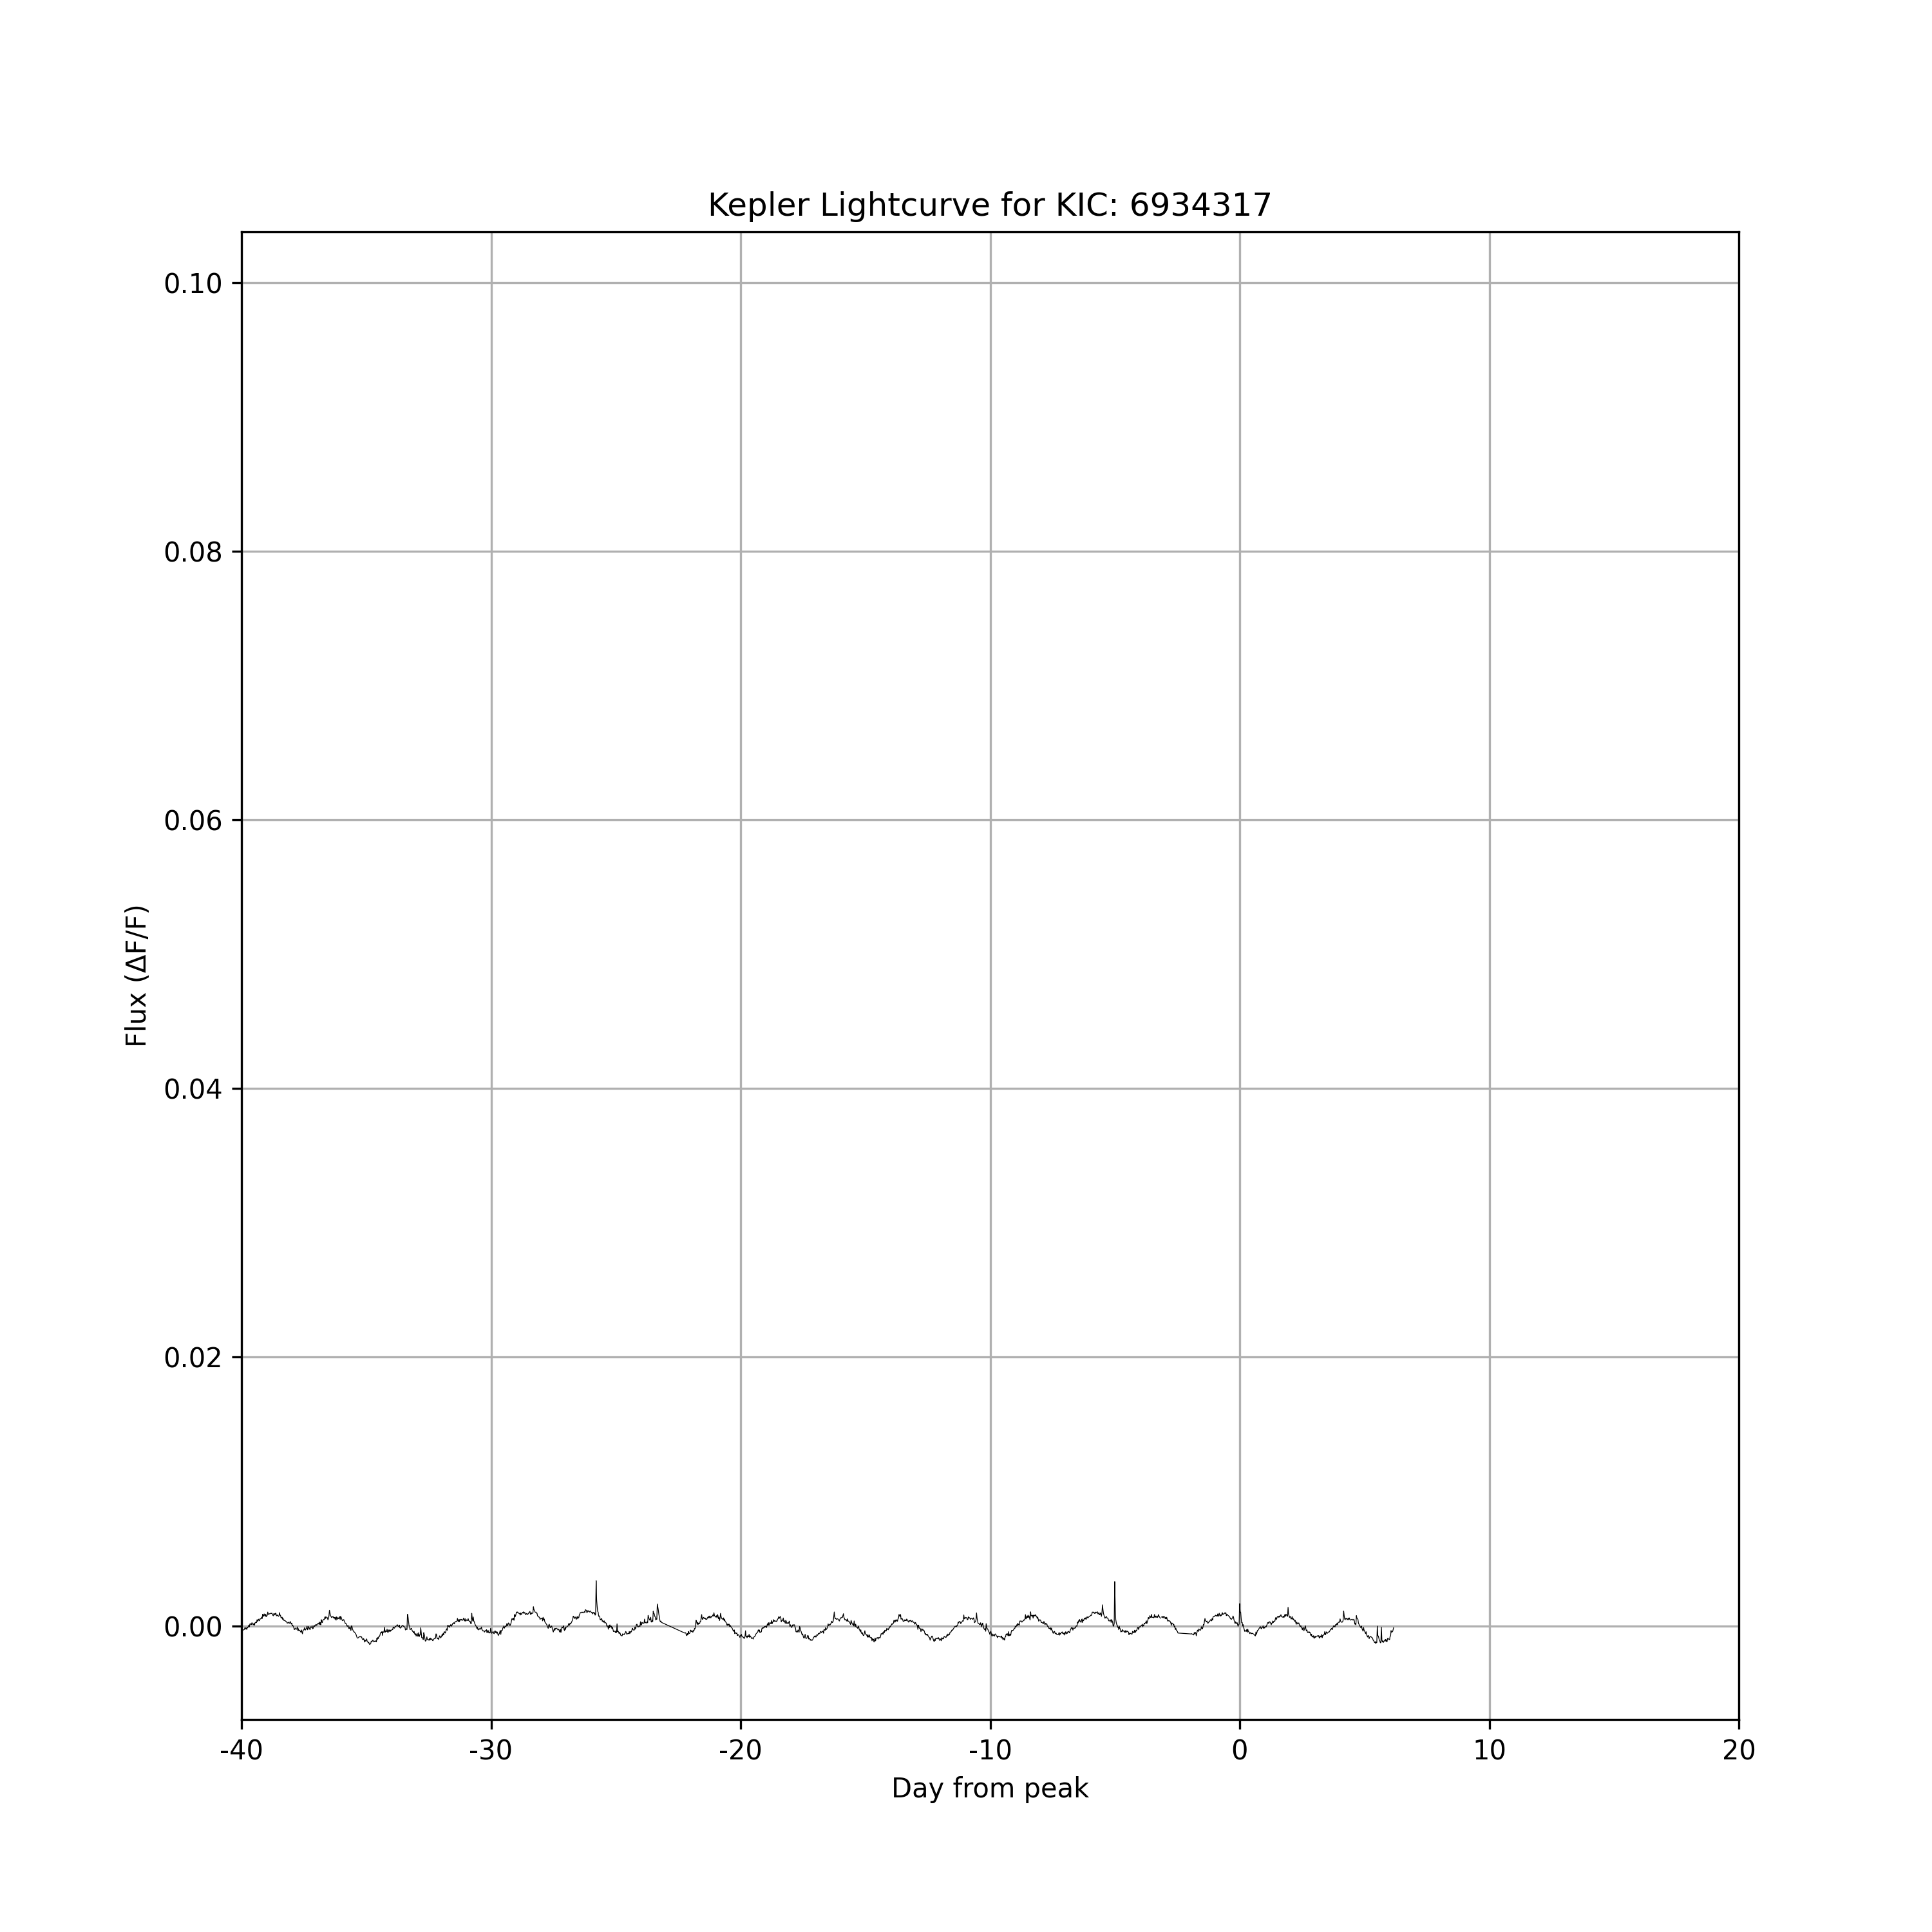 Kepler Lightcurve for KIC: 6934317
0.10
0.08
0.06
0.04
0.02
0.00
Flux (ΔF/F)
-40 -30 -20 -10 0 10 20
Day from peak